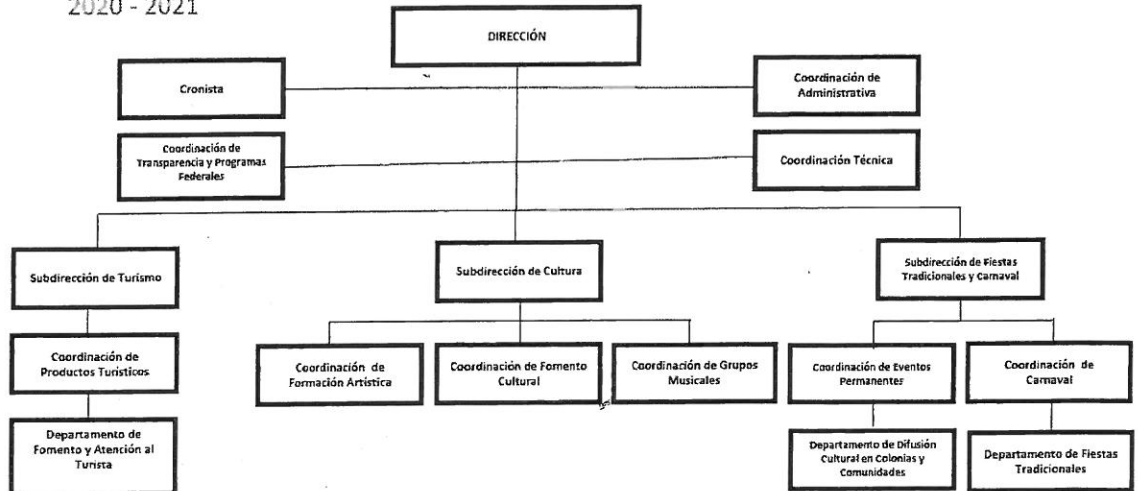 2020 - 2021
DIRECCIÓN
Cronista
Coordinación de
Administrativa
Coordinación de
Transparencia y Programas
Federales
Coordinación Técnica
Subdirección de Turismo
Subdirección de Cultura
Subdirección de Fiestas
Tradicionales y Carnaval
Coordinación de
Productos Turísticos
Coordinación de
Formación Artística
Coordinación de Fomento
Cultural
Coordinación de Grupos
Musicales
Coordinación de Eventos
Permanentes
Coordinación de
Carnaval
Departamento de
Fomento y Atención al
Turista
Departamento de Difusión
Cultural en Colonias y
Comunidades
Departamento de Fiestas
Tradicionales